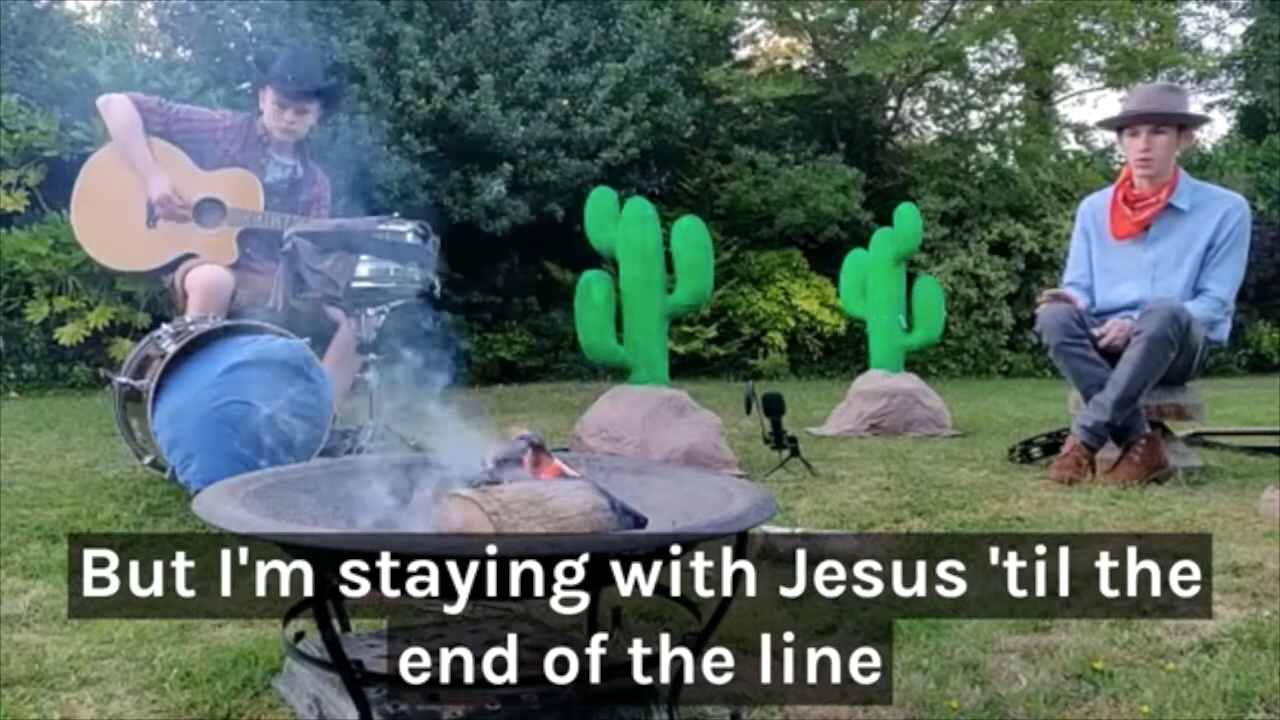 But I'm staying with Jesus 'til the
end of the line